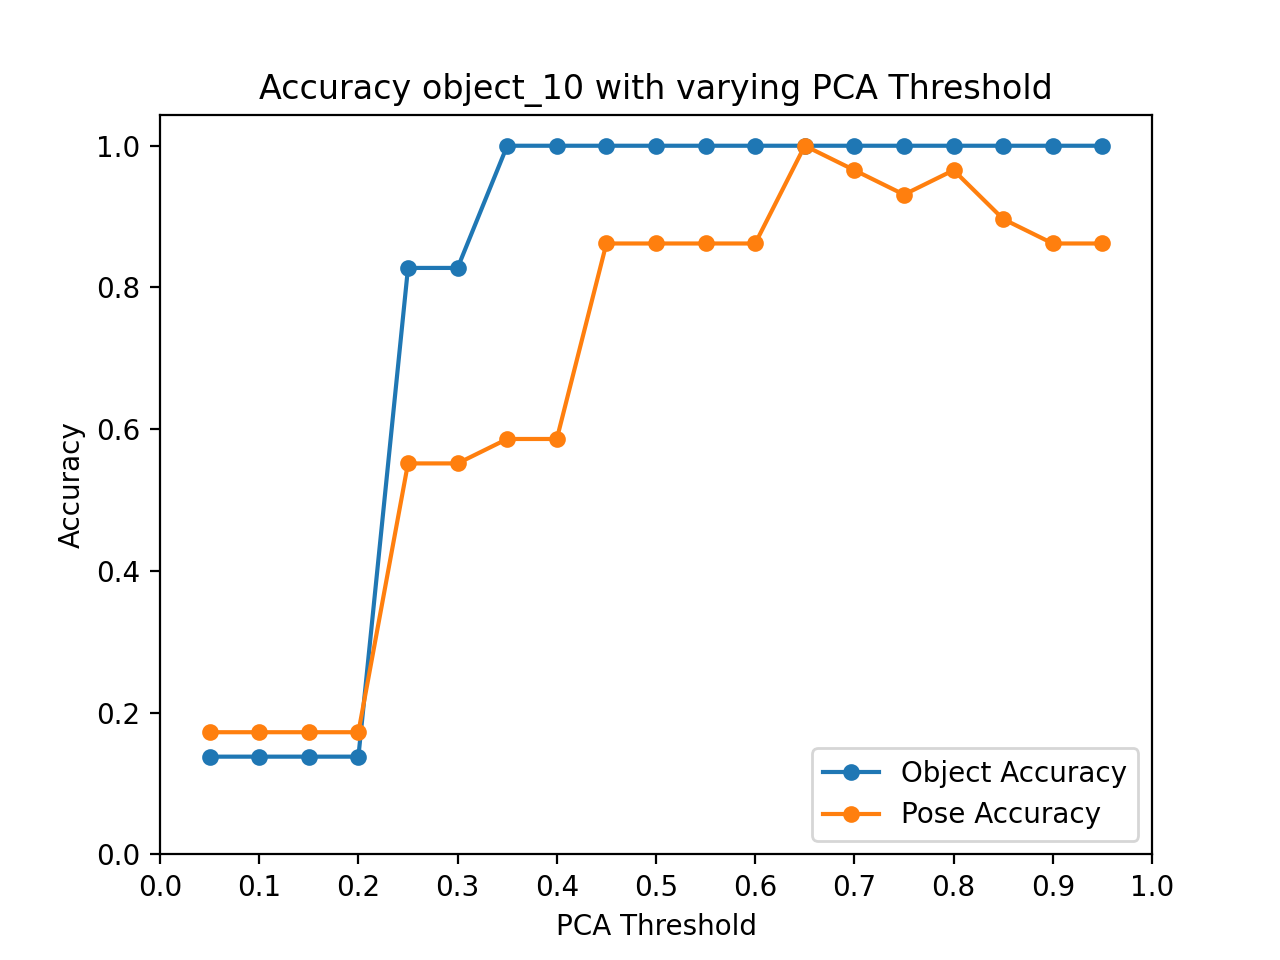 Accuracy object_10 with varying PCA Threshold
1.0
0.8
0.6
0.4
0.2
0.0
Accuracy
0.0 0.1 0.2 0.3 0.4 0.5 0.6 0.7 0.8 0.9 1.0
PCA Threshold
Object Accuracy
Pose Accuracy